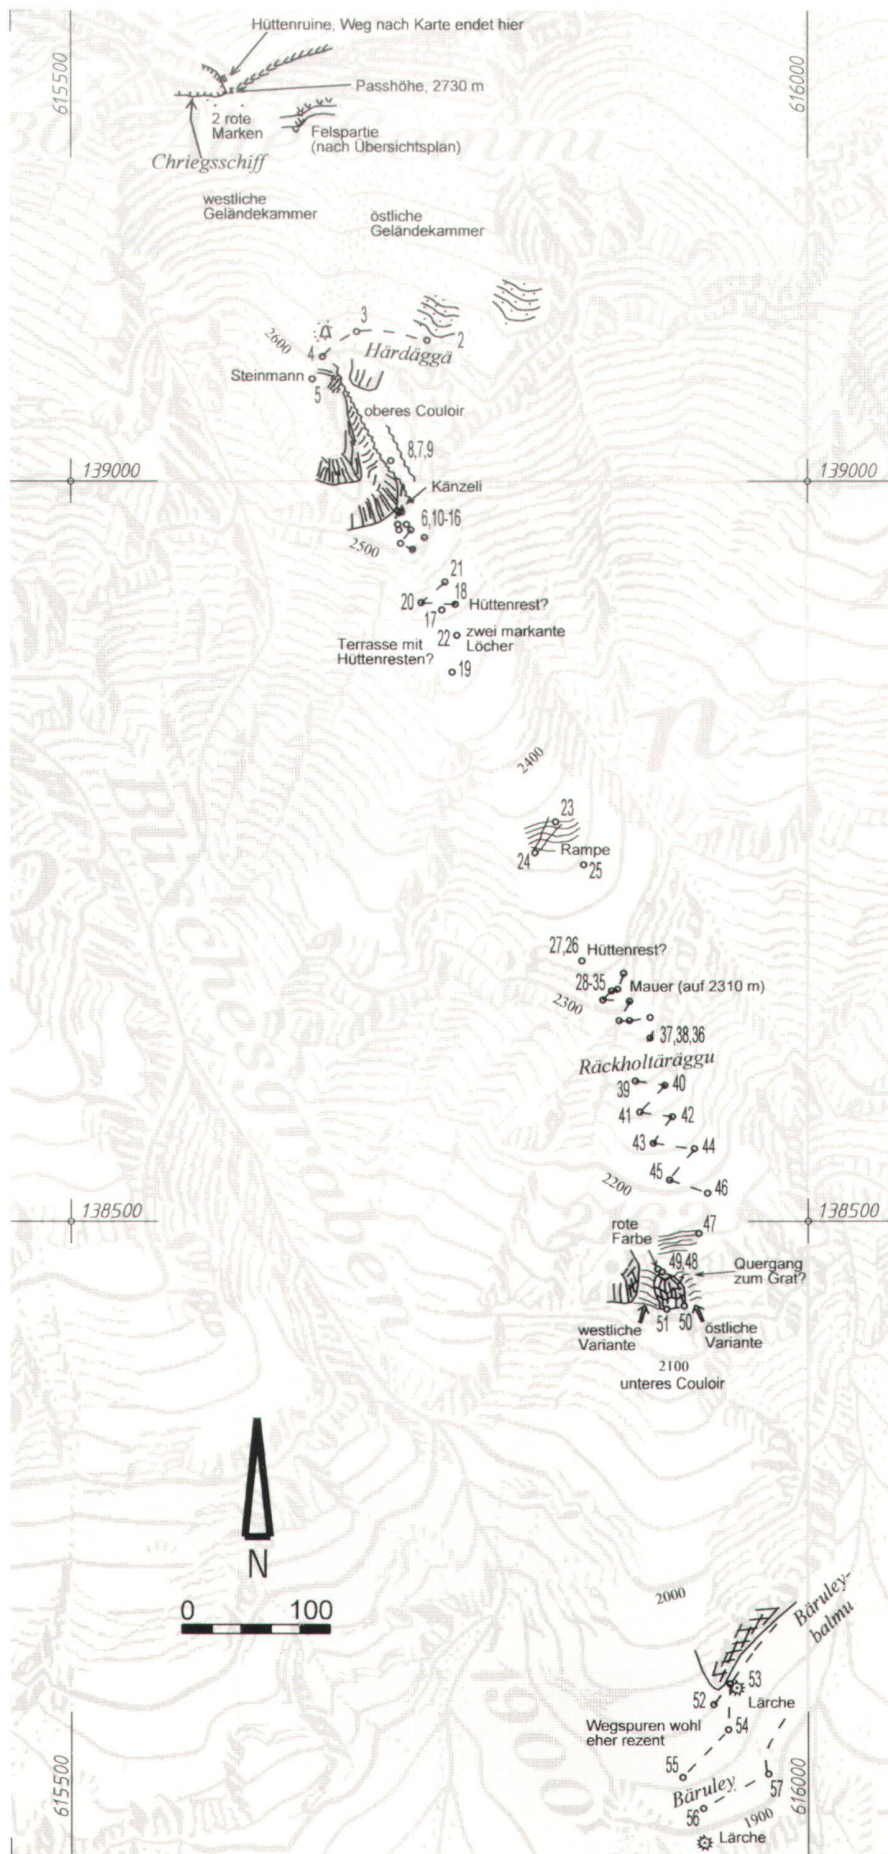 Hüttenruine, Weg nach Karte endet hier
615500
616000
Passhöhe, 2730 m
2 rote
Marken
Felspartie
(nach Übersichtsplan)
Chriegsschiff
westliche
Geländekammer
östliche
Geländekammer
3
2
2600
4
Härdäggä
Steinmann
5
oberes Couloir
8,7,9
139000
139000
Känzeli
6,10-16
2500
21
20
18
Hüttenrest?
17
22
zwei markante
Löcher
Terrasse mit
Hüttenresten?
19
n
2400
23
24
Rampe
25
27,26
Hüttenrest?
28-35
Mauer (auf 2310 m)
2300
37,38,36
Räckholtäräggu
39
40
41
42
43
44
45
2200
46
138500
138500
rote
Farbe
47
49,48
Quergang
zum Grat?
51
50
westliche
Variante
östliche
Variante
2100
unteres Couloir
N
0
100
2000
Bäruley-
balmu
53
52
Lärche
Wegspuren wohl
eher rezent
54
1900
55
Bäruley
57
56
1900
Lärche
615500
616000